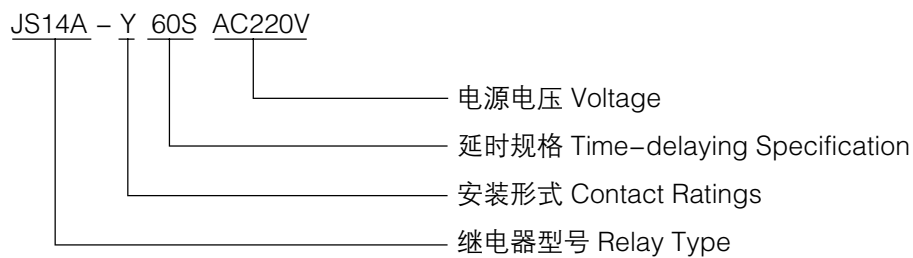 JS14A – Y 60S AC220V
电源电压 Voltage
延时规格 Time–delaying Specification
安装形式 Contact Ratings
继电器型号 Relay Type